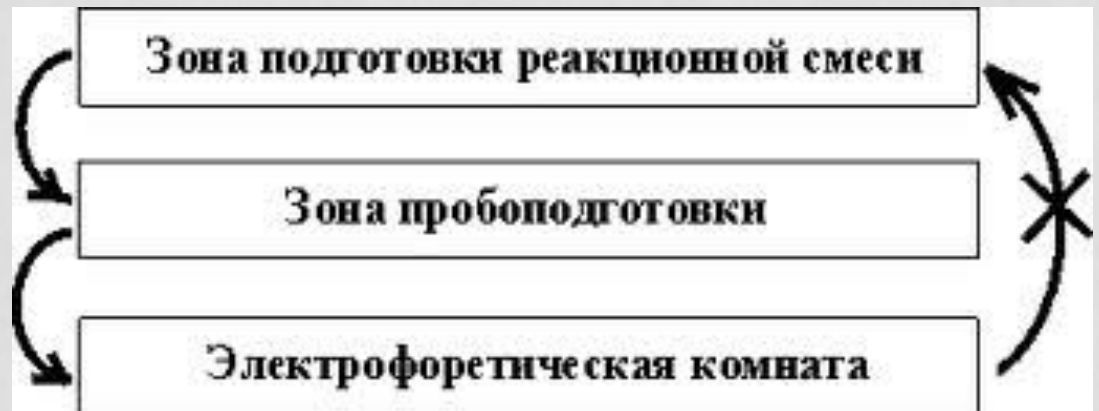 Зона подготовки реакционной смеси
Зона пробоподготовки
Электрофоретическая комната